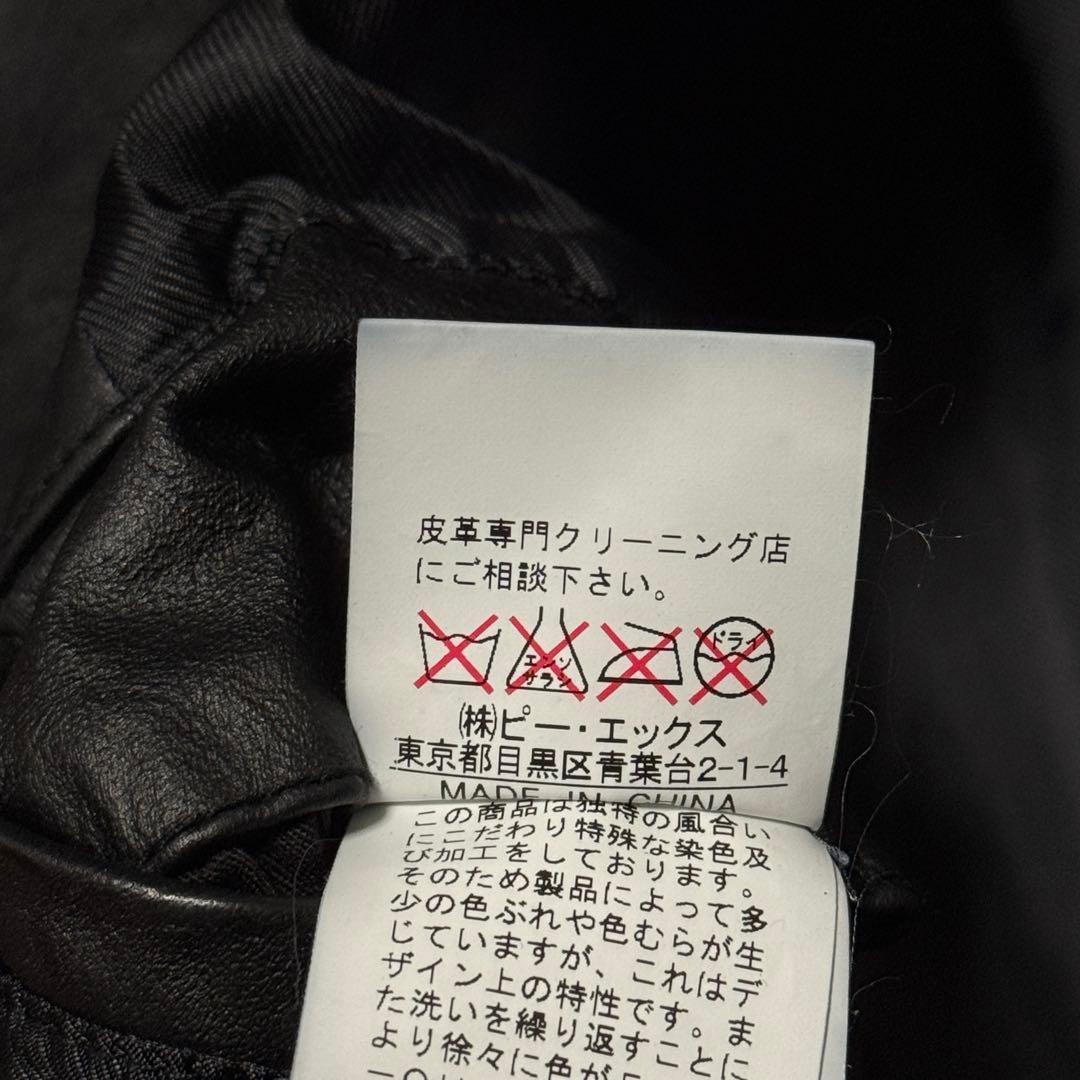 皮革専門クリーニング店
にご相談下さい。
エンソ
サラシ
ドライ
㈱ピー・エックス
東京都目黒区青葉台2-1-4
MADE IN CHINA
この商品は独特の風合い
にこだわり特殊な染色及
び加工をしております。
そのため製品によって多
少の色ぶれや色むらが生
じていますが、これはデ
ザイン上の特性です。ま
た洗いを繰り返すことに
より徐々に色が